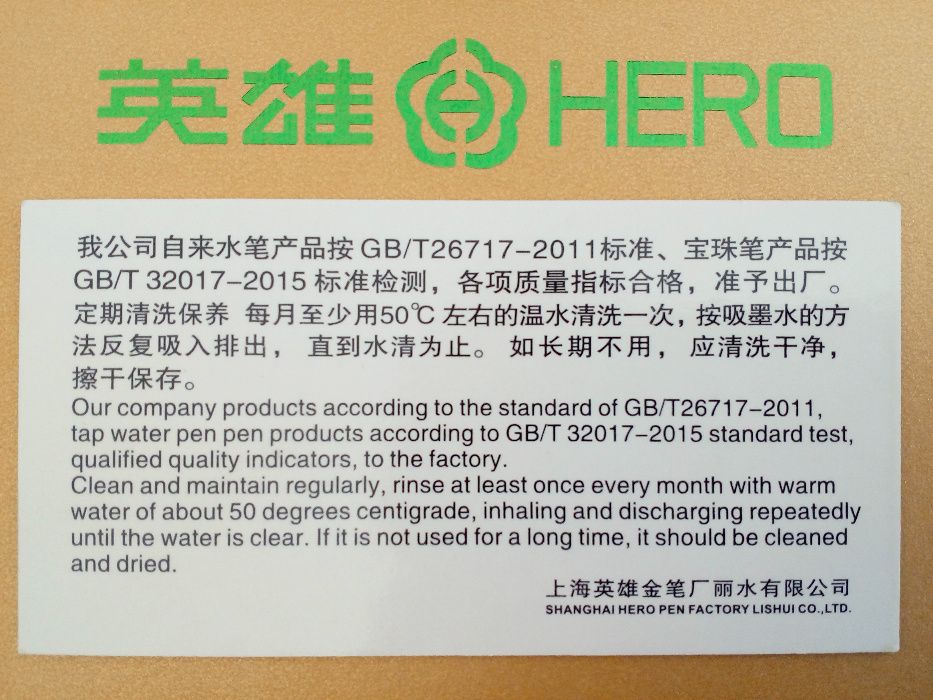 英雄 HERO
我公司自来水笔产品按 GB/T26717-2011标准、宝珠笔产品按
GB/T 32017-2015 标准检测，各项质量指标合格，准予出厂。
定期清洗保养 每月至少用50℃ 左右的温水清洗一次，按吸墨水的方
法反复吸入排出， 直到水清为止。 如长期不用， 应清洗干净，
擦干保存。
Our company products according to the standard of GB/T26717-2011,
tap water pen pen products according to GB/T 32017-2015 standard test,
qualified quality indicators, to the factory.
Clean and maintain regularly, rinse at least once every month with warm
water of about 50 degrees centigrade, inhaling and discharging repeatedly
until the water is clear. If it is not used for a long time, it should be cleaned
and dried.
上海英雄金笔厂丽水有限公司
SHANGHAI HERO PEN FACTORY LISHUI CO.,LTD.